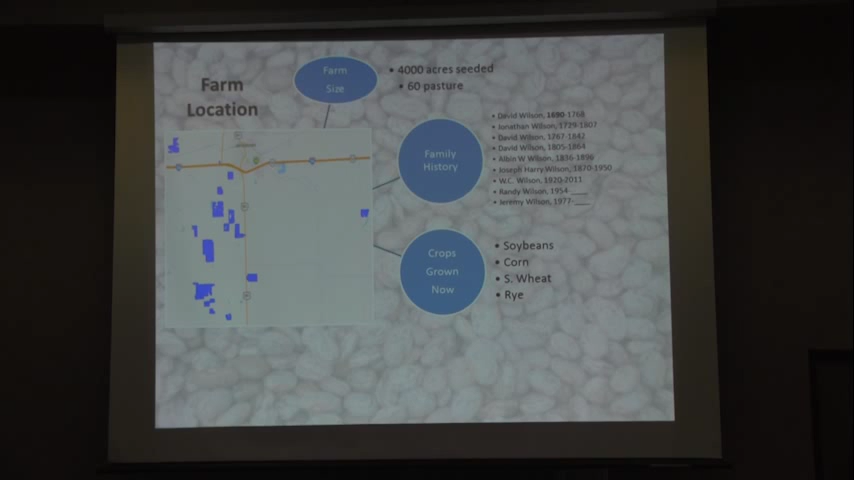 Farm
Location
Farm
Size
• 4000 acres seeded
• 60 pasture
Family
History
• David Wilson, 1690-1768
• Jonathan Wilson, 1729-1807
• David Wilson, 1767-1842
• David Wilson, 1805-1864
• Albin W Wilson, 1836-1896
• Joseph Harry Wilson, 1870-1950
• W.C. Wilson, 1920-2011
• Randy Wilson, 1954-____
• Jeremy Wilson, 1977-____
Crops
Grown
Now
• Soybeans
• Corn
• S. Wheat
• Rye